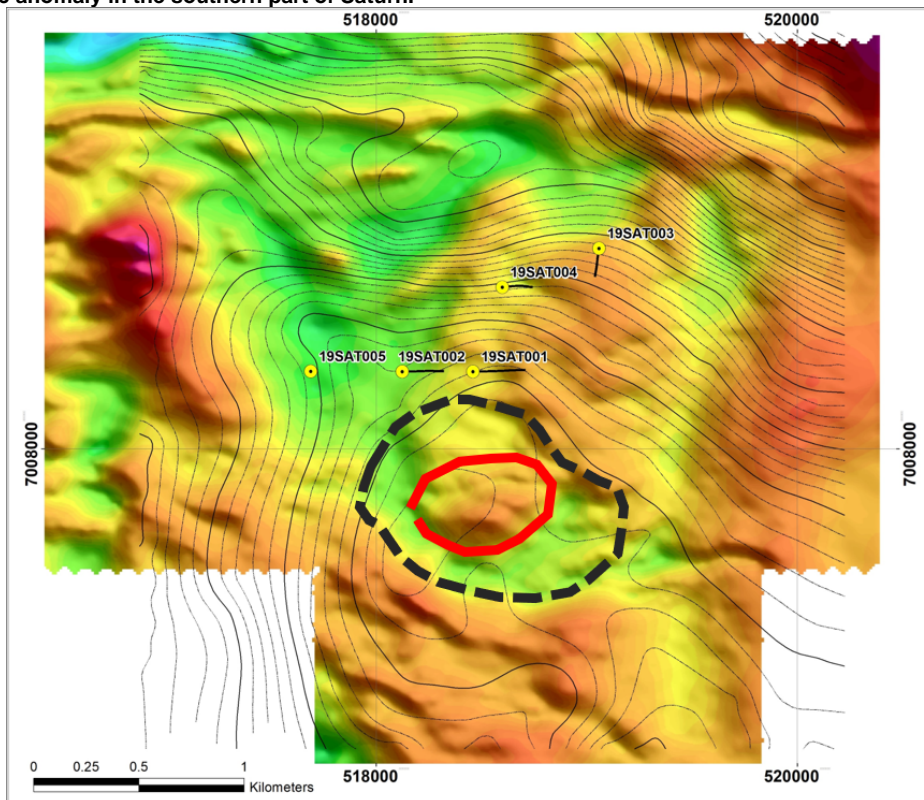 anomaly in the southern part of Saturn.
518000
520000
19SAT003
19SAT004
19SAT005
19SAT002
19SAT001
7008000
7008000
0 0.25 0.5 1
Kilometers
518000
520000